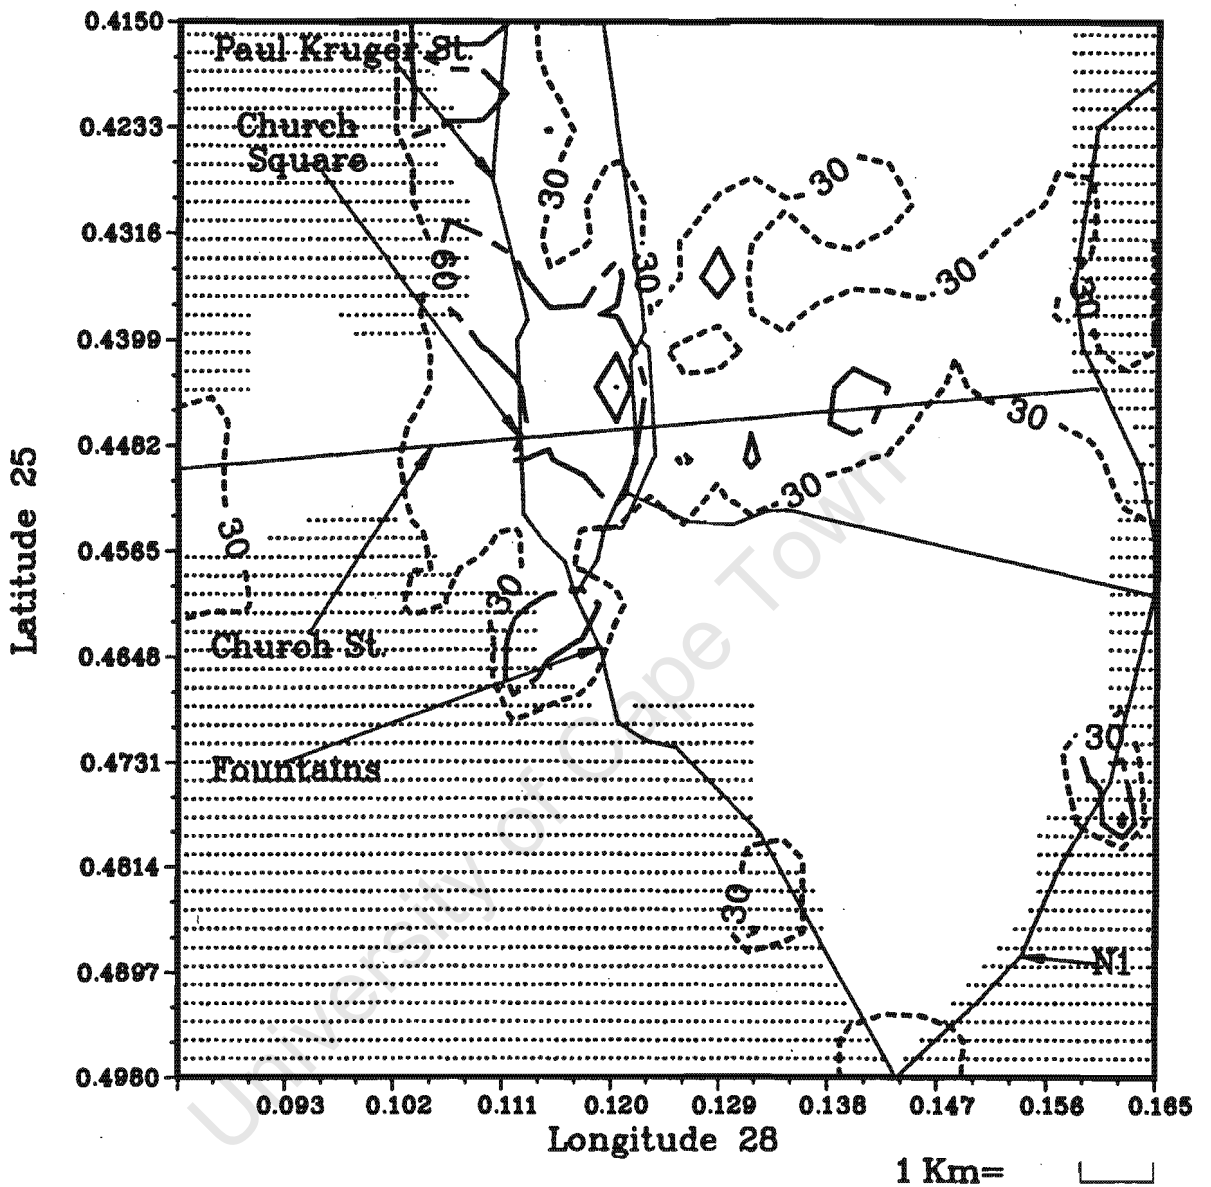 0.4150
Paul Kruger St.
Church
0.4233
Square
30
30
0.4316
60
30
30
30
0.4399
30
0.4482
Latitude 25
30
30
0.4565
30
Church St.
0.4648
30
0.4731
Fountains
0.4814
30
0.4897
N1
0.4980
0.093 0.102 0.111 0.120 0.129 0.138 0.147 0.156 0.165
Longitude 28
1 Km=
University of Cape Town